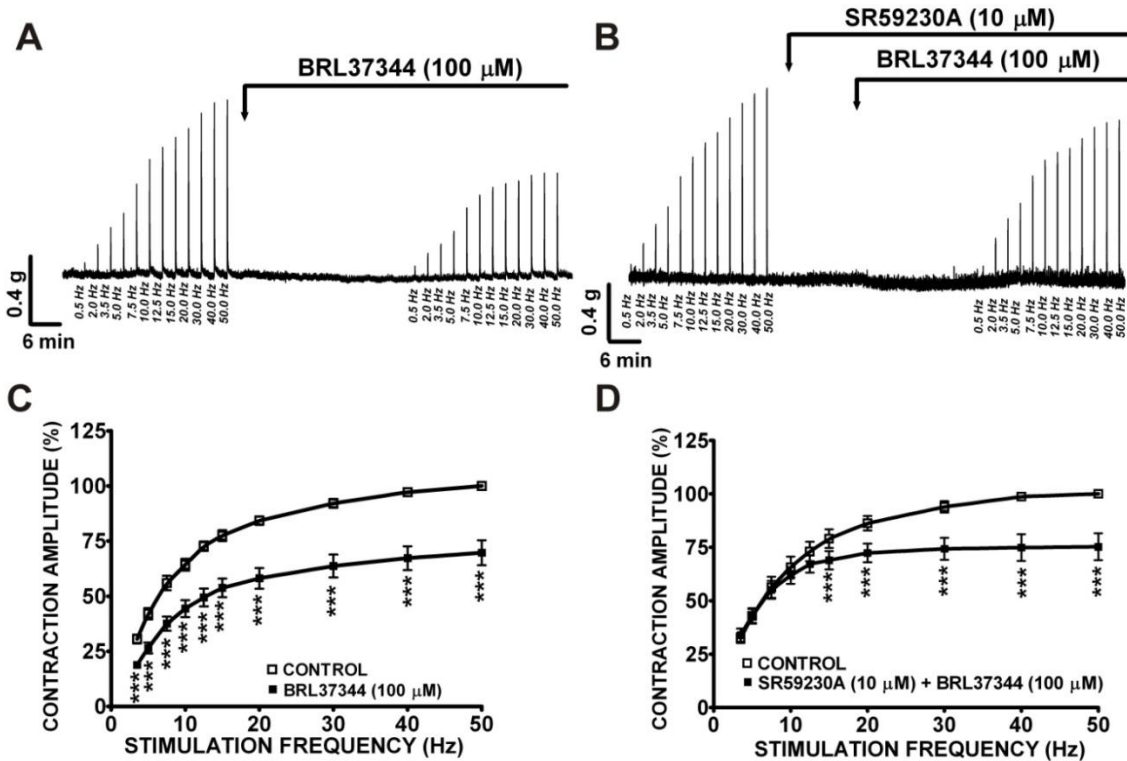 A
BRL37344 (100 µM)
0.4 g
6 min
0.5 Hz
2.0 Hz
3.5 Hz
5.0 Hz
7.5 Hz
10.0 Hz
12.5 Hz
15.0 Hz
20.0 Hz
30.0 Hz
40.0 Hz
50.0 Hz
0.5 Hz
2.0 Hz
3.5 Hz
5.0 Hz
7.5 Hz
10.0 Hz
12.5 Hz
15.0 Hz
20.0 Hz
30.0 Hz
40.0 Hz
50.0 Hz
B
SR59230A (10 µM)
BRL37344 (100 µM)
0.4 g
6 min
0.5 Hz
2.0 Hz
3.5 Hz
5.0 Hz
7.5 Hz
10.0 Hz
12.5 Hz
15.0 Hz
20.0 Hz
30.0 Hz
40.0 Hz
50.0 Hz
0.5 Hz
2.0 Hz
3.5 Hz
5.0 Hz
7.5 Hz
10.0 Hz
12.5 Hz
15.0 Hz
20.0 Hz
30.0 Hz
40.0 Hz
50.0 Hz
C
CONTRACTION AMPLITUDE (%)
125
100
75
50
25
0
***
***
***
***
***
***
***
***
***
***
CONTROL
BRL37344 (100 µM)
0 10 20 30 40 50
STIMULATION FREQUENCY (Hz)
D
CONTRACTION AMPLITUDE (%)
125
100
75
50
25
0
***
***
***
***
***
CONTROL
SR59230A (10 µM) + BRL37344 (100 µM)
0 10 20 30 40 50
STIMULATION FREQUENCY (Hz)